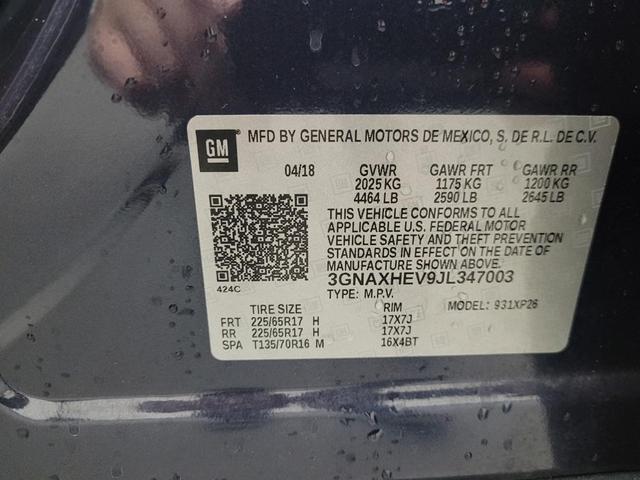 GM MFD BY GENERAL MOTORS DE MEXICO, S. DE R.L. DE C.V.
04/18 GVWR GAWR FRT GAWR RR
2025 KG 1175 KG 1200 KG
4464 LB 2590 LB 2645 LB
THIS VEHICLE CONFORMS TO ALL
APPLICABLE U.S. FEDERAL MOTOR
VEHICLE SAFETY AND THEFT PREVENTION
STANDARDS IN EFFECT ON THE DATE OF
MANUFACTURE SHOWN ABOVE.
424C 3GNAXHEV9JL347003
TYPE: M.P.V. MODEL: 931XP26
TIRE SIZE RIM
FRT 225/65R17 H 17X7J
RR 225/65R17 H 17X7J
SPA T135/70R16 M 16X4BT